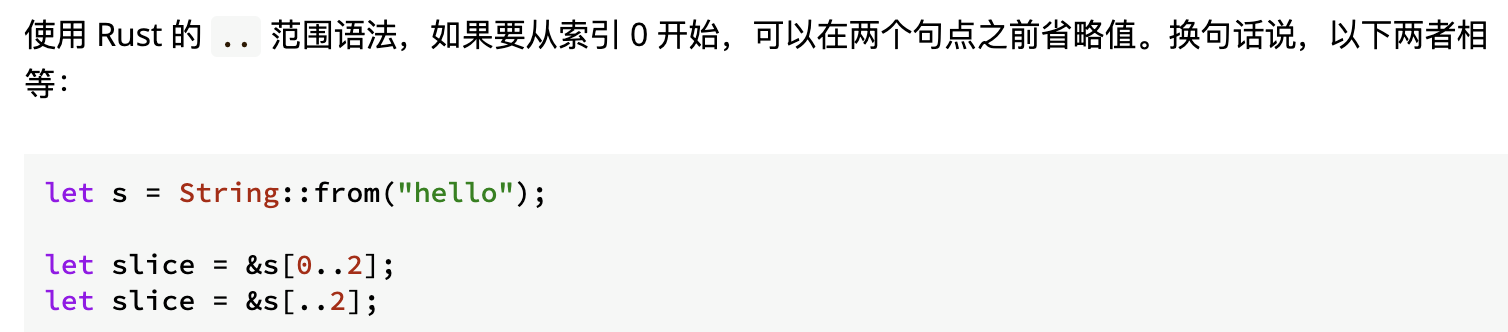 使用 Rust 的 .. 范围语法，如果要从索引 0 开始，可以在两个句点之前省略值。换句话说，以下两者相
等：
let s = String::from("hello");
let slice = &s[0..2];
let slice = &s[..2];